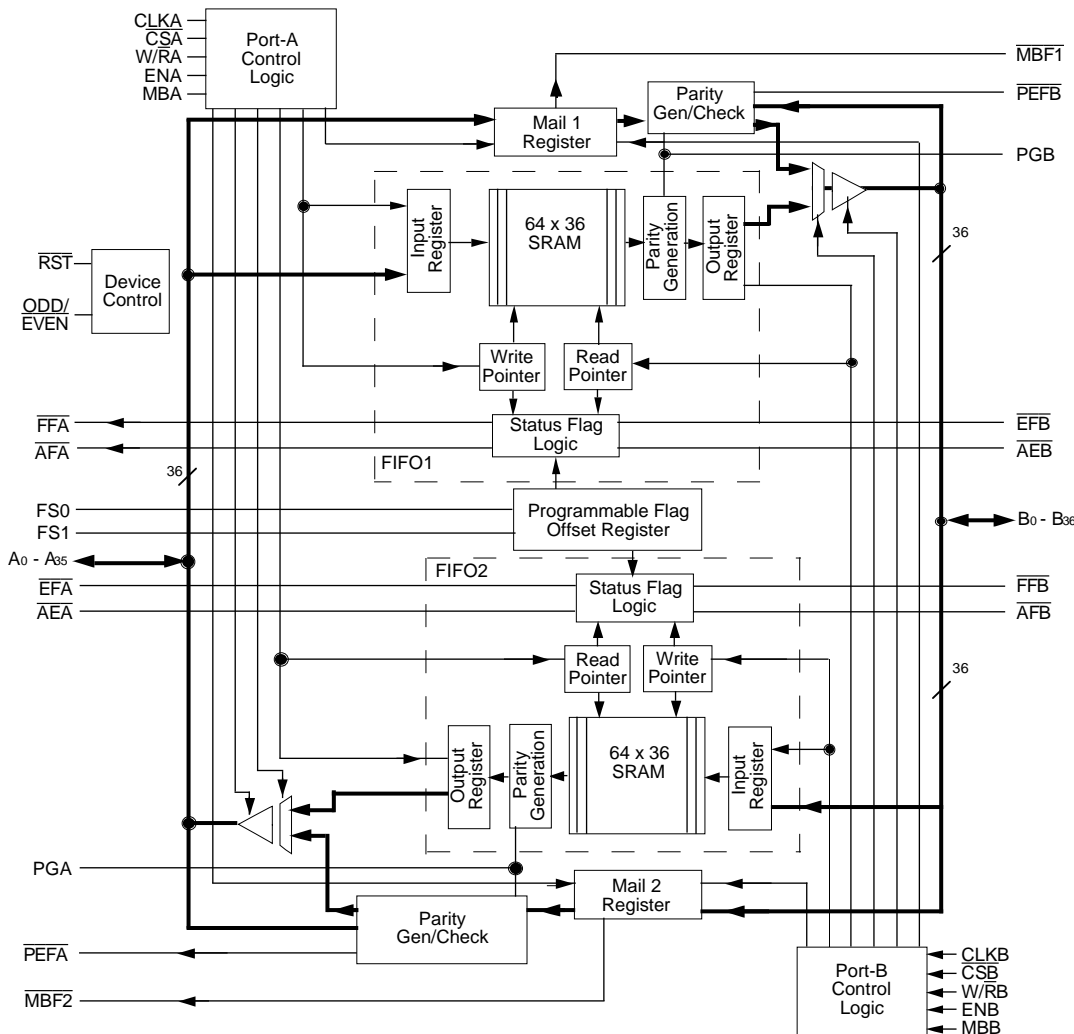 CLKA
CSA
W/RA
ENA
MBA
Port-A
Control
Logic
MBF1
Mail 1
Register
Parity
Gen/Check
PEFB
PGB
RST
ODD/
EVEN
Device
Control
Input
Register
64 x 36
SRAM
Parity
Generation
Output
Register
36
Write
Pointer
Read
Pointer
FFA
AFA
Status Flag
Logic
EFB
AEB
FIFO1
36
FS0
FS1
Programmable Flag
Offset Register
A0 - A35
B0 - B36
FIFO2
EFA
AEA
Status Flag
Logic
FFB
AFB
Read
Pointer
Write
Pointer
36
Output
Register
Parity
Generation
64 x 36
SRAM
Input
Register
PGA
Mail 2
Register
Parity
Gen/Check
PEFA
MBF2
Port-B
Control
Logic
CLKB
CSB
W/RB
ENB
MBB